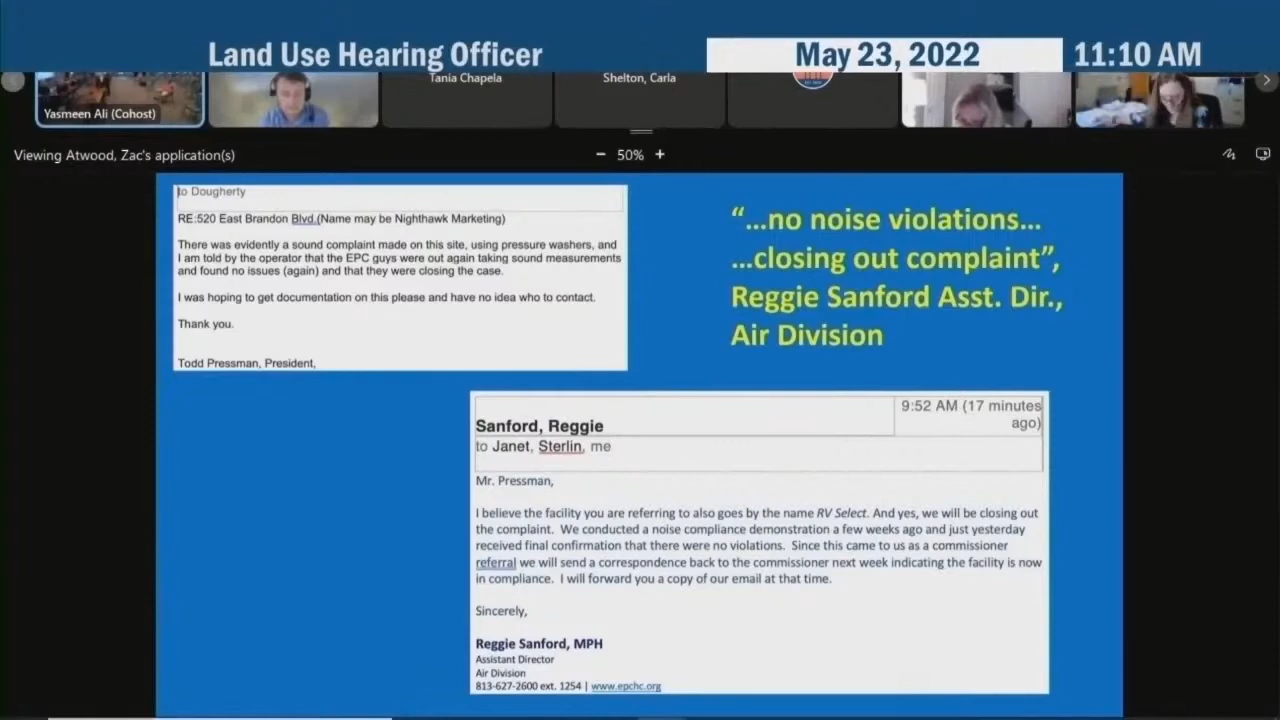 Land Use Hearing Officer
May 23, 2022
11:10 AM
Yasmeen Ali (Cohost)
Tania Chapela
Shelton, Carla
Viewing Atwood, Zac's application(s)
− 50% +
to Dougherty
RE:520 East Brandon Blvd.(Name may be Nighthawk Marketing)
There was evidently a sound complaint made on this site, using pressure washers, and
I am told by the operator that the EPC guys were out again taking sound measurements
and found no issues (again) and that they were closing the case.
I was hoping to get documentation on this please and have no idea who to contact.
Thank you.
Todd Pressman, President,
“...no noise violations...
...closing out complaint”,
Reggie Sanford Asst. Dir.,
Air Division
9:52 AM (17 minutes
ago)
Sanford, Reggie
to Janet, Sterlin, me
Mr. Pressman,
I believe the facility you are referring to also goes by the name RV Select. And yes, we will be closing out
the complaint. We conducted a noise compliance demonstration a few weeks ago and just yesterday
received final confirmation that there were no violations. Since this came to us as a commissioner
referral we will send a correspondence back to the commissioner next week indicating the facility is now
in compliance. I will forward you a copy of our email at that time.
Sincerely,
Reggie Sanford, MPH
Assistant Director
Air Division
813-627-2600 ext. 1254 | www.epchc.org